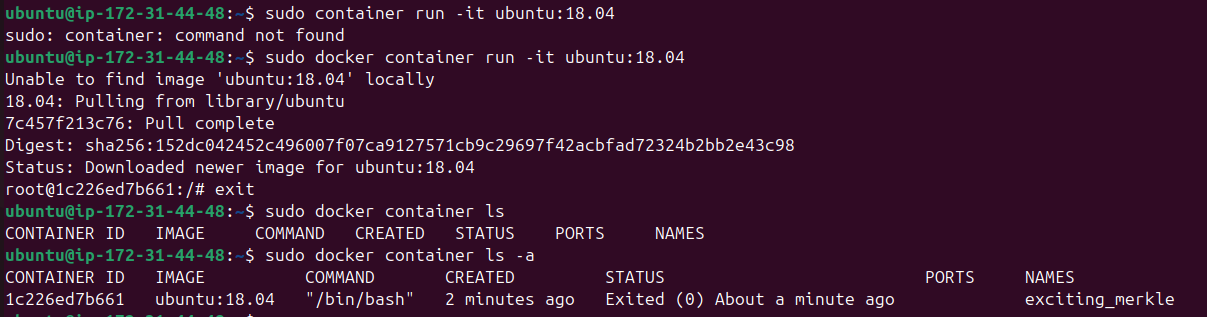 ubuntu@ip-172-31-44-48:~$ sudo container run -it ubuntu:18.04
sudo: container: command not found
ubuntu@ip-172-31-44-48:~$ sudo docker container run -it ubuntu:18.04
Unable to find image 'ubuntu:18.04' locally
18.04: Pulling from library/ubuntu
7c457f213c76: Pull complete
Digest: sha256:152dc042452c496007f07ca9127571cb9c29697f42acbfad72324b2bb2e43c98
Status: Downloaded newer image for ubuntu:18.04
root@1c226ed7b661:/# exit
ubuntu@ip-172-31-44-48:~$ sudo docker container ls
CONTAINER ID   IMAGE     COMMAND   CREATED   STATUS    PORTS     NAMES
ubuntu@ip-172-31-44-48:~$ sudo docker container ls -a
CONTAINER ID   IMAGE          COMMAND       CREATED         STATUS                          PORTS     NAMES
1c226ed7b661   ubuntu:18.04   "/bin/bash"   2 minutes ago   Exited (0) About a minute ago             exciting_merkle